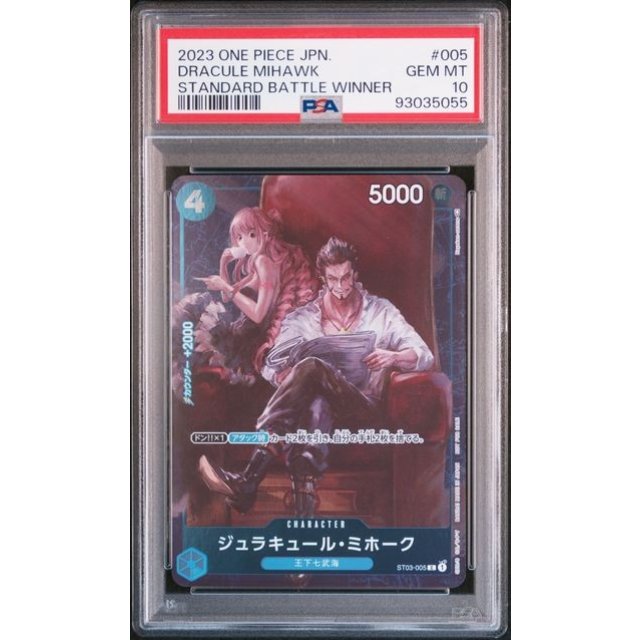 2023 ONE PIECE JPN. #005
DRACULE MIHAWK GEM MT
STANDARD BATTLE WINNER 10
PSA 93035055
4 5000 斬
カウンター +2000
ドン!!×1 アタック時 カード2枚を引き、自分の手札2枚を捨てる。
CHARACTER
ジュラキュール・ミホーク
王下七武海
ST03-005 C 1